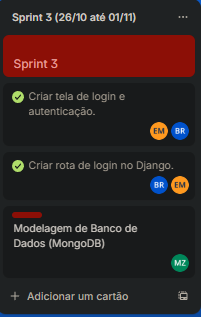 Sprint 3 (26/10 até 01/11)
Sprint 3
Criar tela de login e
autenticação.
EM BR
Criar rota de login no Django.
BR EM
Modelagem de Banco de
Dados (MongoDB)
MZ
Adicionar um cartão